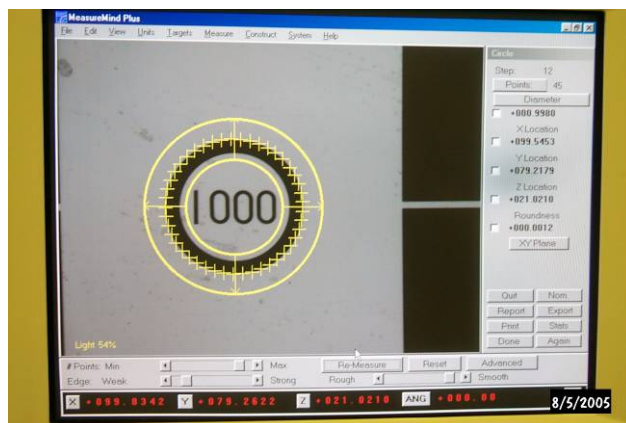 MeasureMind Plus
File Edit View Units Targets Measure Construct System Help
Circle
Step: 12
Points: 45
Diameter
+000.9980
X Location
+099.5453
Y Location
+079.2179
Z Location
+021.0210
Roundness
+000.0012
XY Plane
1000
Quit Nom.
Report Export
Print Stats
Done Again
Light 54%
# Points: Min Max Re-Measure Reset Advanced
Edge: Weak Strong Rough Smooth
X +099.8342 Y +079.2622 Z +021.0210 ANG +000.00
8/5/2005